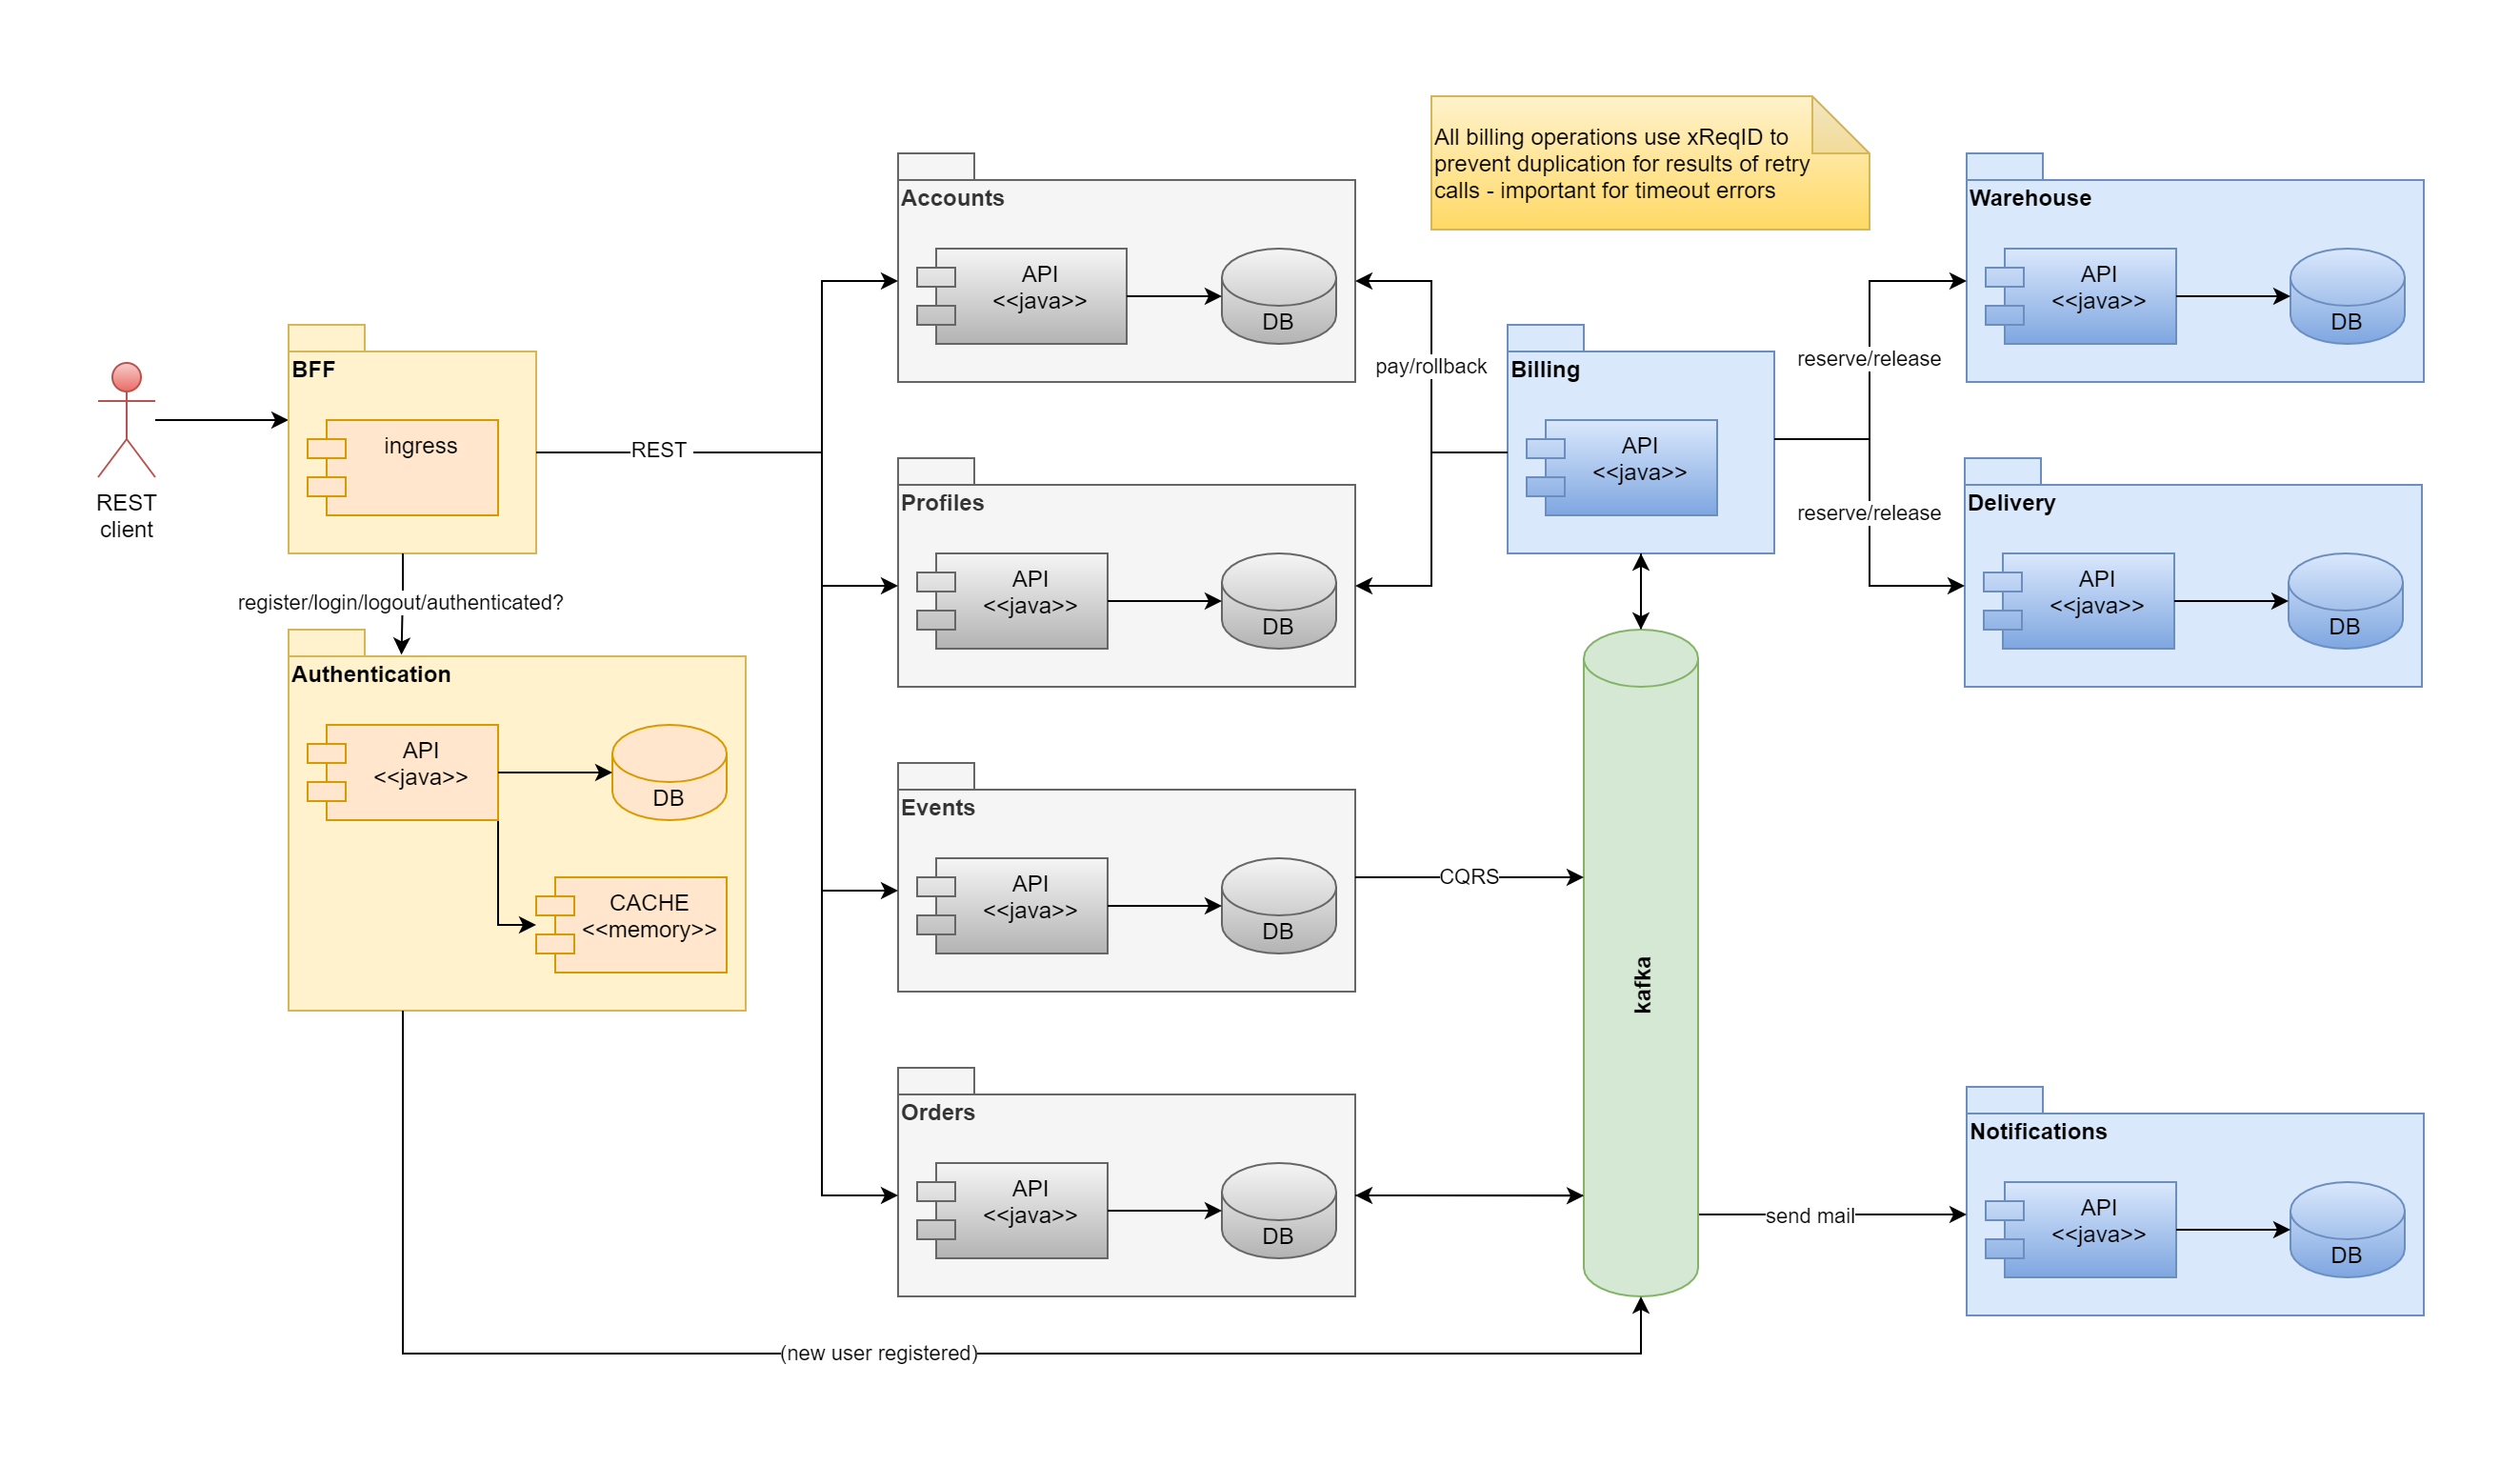 All billing operations use xReqID to
prevent duplication for results of retry
calls - important for timeout errors
Accounts
API
<<java>>
DB
Warehouse
API
<<java>>
DB
BFF
ingress
REST
client
REST
pay/rollback
Billing
API
<<java>>
reserve/release
reserve/release
Profiles
API
<<java>>
DB
Delivery
API
<<java>>
DB
register/login/logout/authenticated?
Authentication
API
<<java>>
DB
CACHE
<<memory>>
Events
API
<<java>>
DB
CQRS
kafka
Orders
API
<<java>>
DB
send mail
Notifications
API
<<java>>
DB
(new user registered)